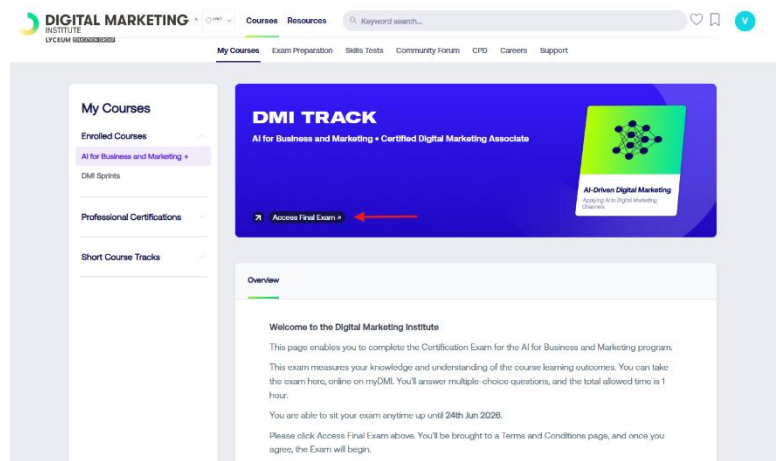 DIGITAL MARKETING
INSTITUTE
LYCEUM EDUCATION GROUP
Courses Resources
Keyword search...
V
My Courses Exam Preparation Skills Tests Community Forum CPD Careers Support
My Courses
Enrolled Courses
AI for Business and Marketing →
DMI Sprints
Professional Certifications
Short Course Tracks
DMI TRACK
AI for Business and Marketing • Certified Digital Marketing Associate
AI-Driven Digital Marketing
Applying AI to Digital Marketing
Channels
Access Final Exam
Overview
Welcome to the Digital Marketing Institute
This page enables you to complete the Certification Exam for the AI for Business and Marketing program.
This exam measures your knowledge and understanding of the course learning outcomes. You can take
the exam here, online on myDMI. You'll answer multiple-choice questions, and the total allowed time is 1
hour.
You are able to sit your exam anytime up until 24th Jun 2026.
Please click Access Final Exam above. You'll be brought to a Terms and Conditions page, and once you
agree, the Exam will begin.